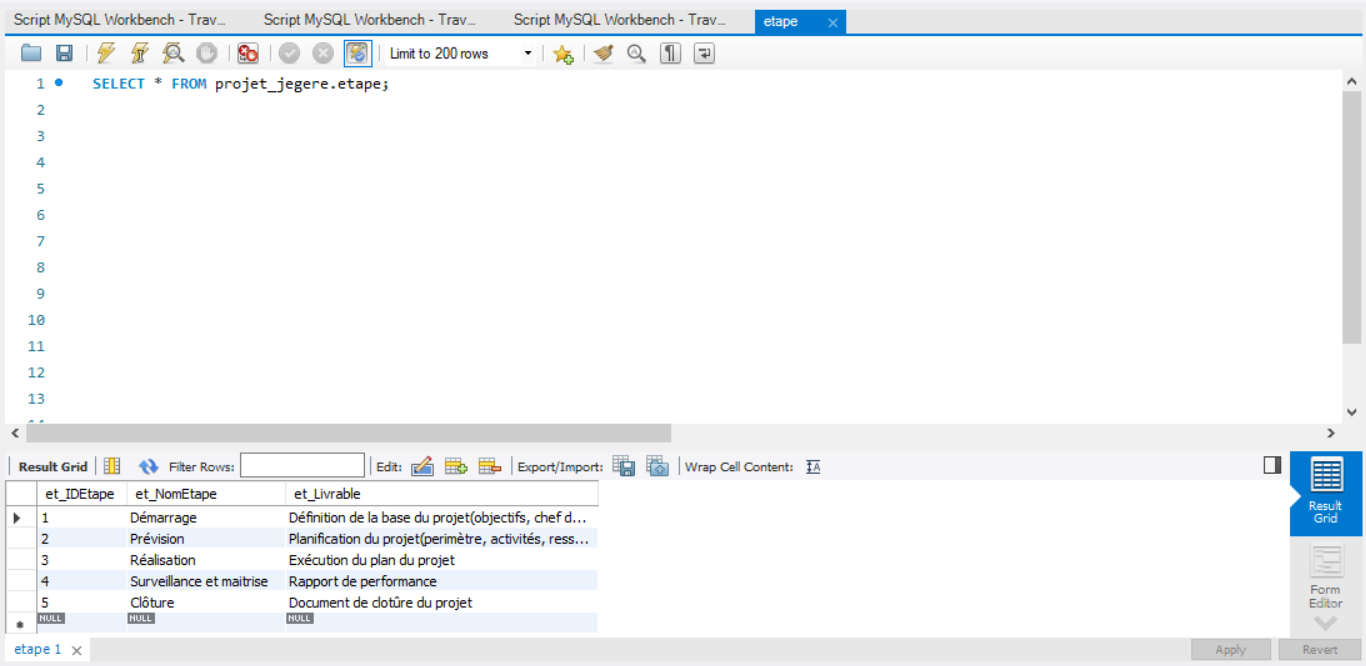 Script MySQL Workbench - Trav... Script MySQL Workbench - Trav... Script MySQL Workbench - Trav... etape
Limit to 200 rows
1 SELECT * FROM projet_jegere.etape;
2
3
4
5
6
7
8
9
10
11
12
13
Result Grid Filter Rows: Edit: Export/Import: Wrap Cell Content:
et_IDEtape et_NomEtape et_Livrable
1 Démarrage Définition de la base du projet(objectifs, chef d...
2 Prévision Planification du projet(perimètre, activités, ress...
3 Réalisation Exécution du plan du projet
4 Surveillance et maitrise Rapport de performance
5 Clôture Document de clotûre du projet
NULL NULL NULL
Result
Grid
Form
Editor
etape 1 Apply Revert